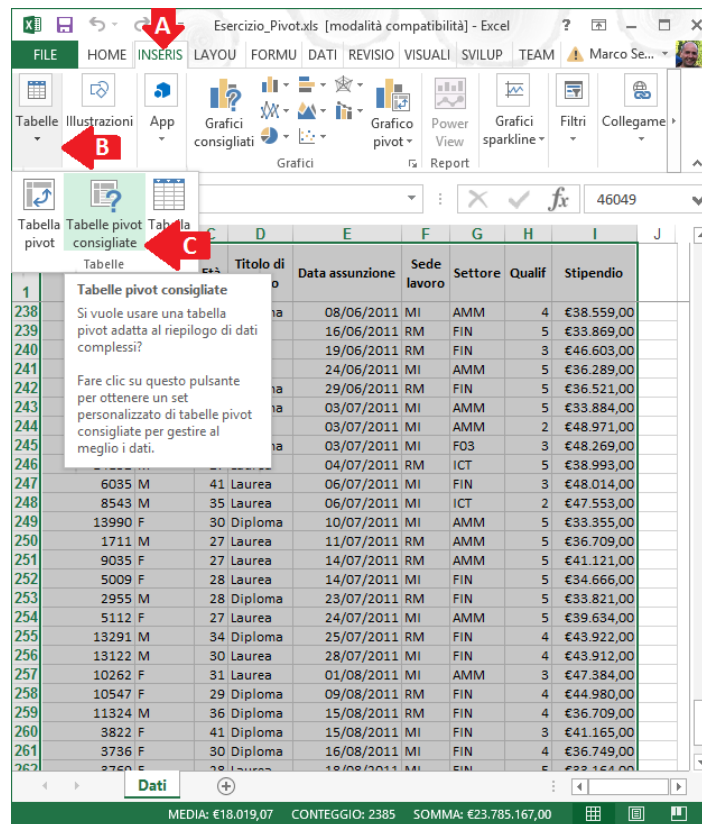 Esercizio_Pivot.xls [modalità compatibilità] - Excel
A
FILE HOME INSERIS LAYOU FORMU DATI REVISIO VISUALI SVILUP TEAM Marco Se...
Tabelle Illustrazioni App Grafici consigliati Grafico pivot Power View Grafici sparkline Filtri Collegame
B
Grafici Report
Tabella pivot Tabelle pivot consigliate Tabella
C
Tabelle
fx 46049
C D E F G H I J
1 Età Titolo di Data assunzione Sede lavoro Settore Qualif Stipendio
Tabelle pivot consigliate
Si vuole usare una tabella
pivot adatta al riepilogo di dati
complessi?
Fare clic su questo pulsante
per ottenere un set
personalizzato di tabelle pivot
consigliate per gestire al
meglio i dati.
238 na 08/06/2011 MI AMM 4 €38.559,00
239 16/06/2011 RM FIN 5 €33.869,00
240 19/06/2011 RM FIN 3 €46.603,00
241 24/06/2011 MI AMM 5 €36.289,00
242 na 29/06/2011 RM FIN 5 €36.521,00
243 na 03/07/2011 MI AMM 5 €33.884,00
244 03/07/2011 MI AMM 2 €48.971,00
245 na 03/07/2011 MI F03 3 €48.269,00
246 04/07/2011 RM ICT 5 €38.993,00
247 6035 M 41 Laurea 06/07/2011 MI FIN 3 €48.014,00
248 8543 M 35 Laurea 06/07/2011 MI ICT 2 €47.553,00
249 13990 F 30 Diploma 10/07/2011 MI AMM 5 €33.355,00
250 1711 M 27 Laurea 11/07/2011 RM AMM 5 €36.709,00
251 9035 F 27 Laurea 14/07/2011 RM AMM 5 €41.121,00
252 5009 F 28 Laurea 14/07/2011 MI FIN 5 €34.666,00
253 2955 M 28 Diploma 23/07/2011 RM FIN 5 €33.821,00
254 5112 F 27 Laurea 24/07/2011 MI AMM 5 €39.634,00
255 13291 M 34 Diploma 25/07/2011 RM FIN 4 €43.922,00
256 13122 M 30 Laurea 28/07/2011 MI FIN 4 €43.912,00
257 10262 F 31 Laurea 01/08/2011 MI AMM 3 €47.384,00
258 10547 F 29 Diploma 09/08/2011 RM FIN 4 €44.980,00
259 11324 M 36 Diploma 15/08/2011 RM FIN 4 €36.709,00
260 3822 F 41 Diploma 15/08/2011 MI FIN 3 €41.165,00
261 3736 F 30 Diploma 16/08/2011 MI FIN 4 €36.749,00
262 3760 F 28 Laurea 18/08/2011 MI FIN 5 €33.164,00
Dati
MEDIA: €18.019,07 CONTEGGIO: 2385 SOMMA: €23.785.167,00